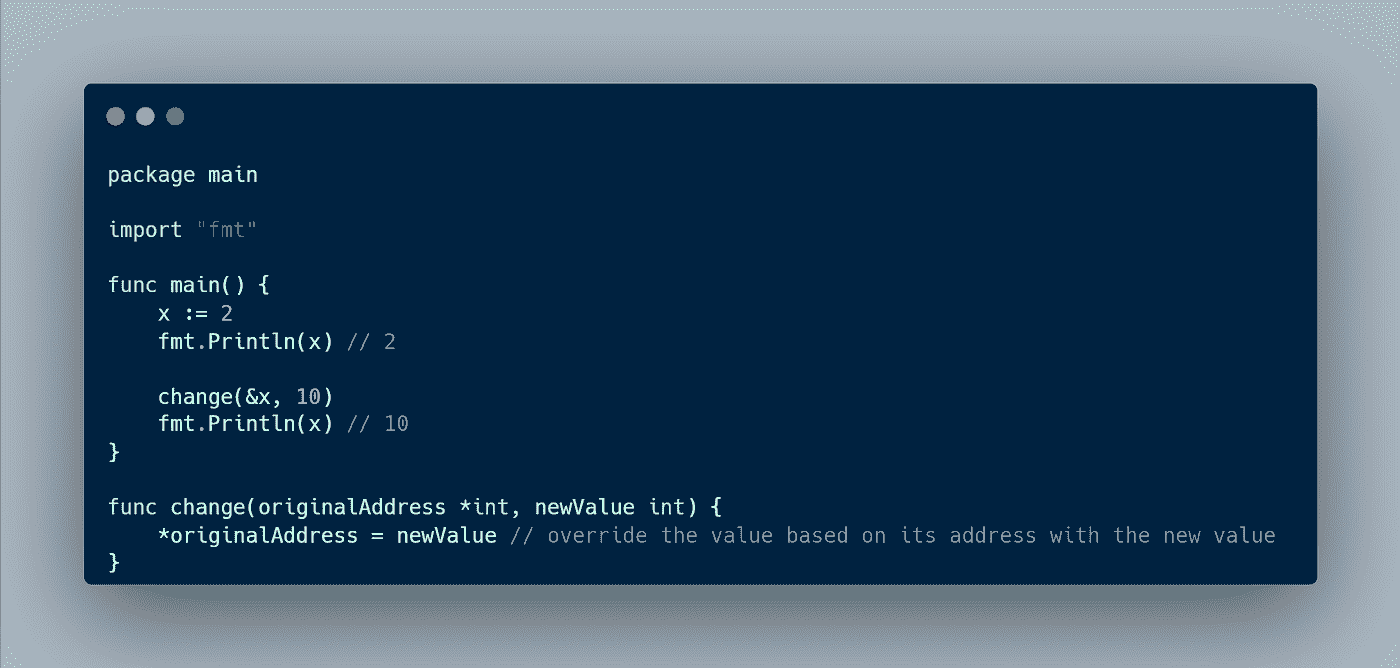 package main
import "fmt"
func main() {
x := 2
fmt.Println(x) // 2
change(&x, 10)
fmt.Println(x) // 10
}
func change(originalAddress *int, newValue int) {
*originalAddress = newValue // override the value based on its address with the new value
}